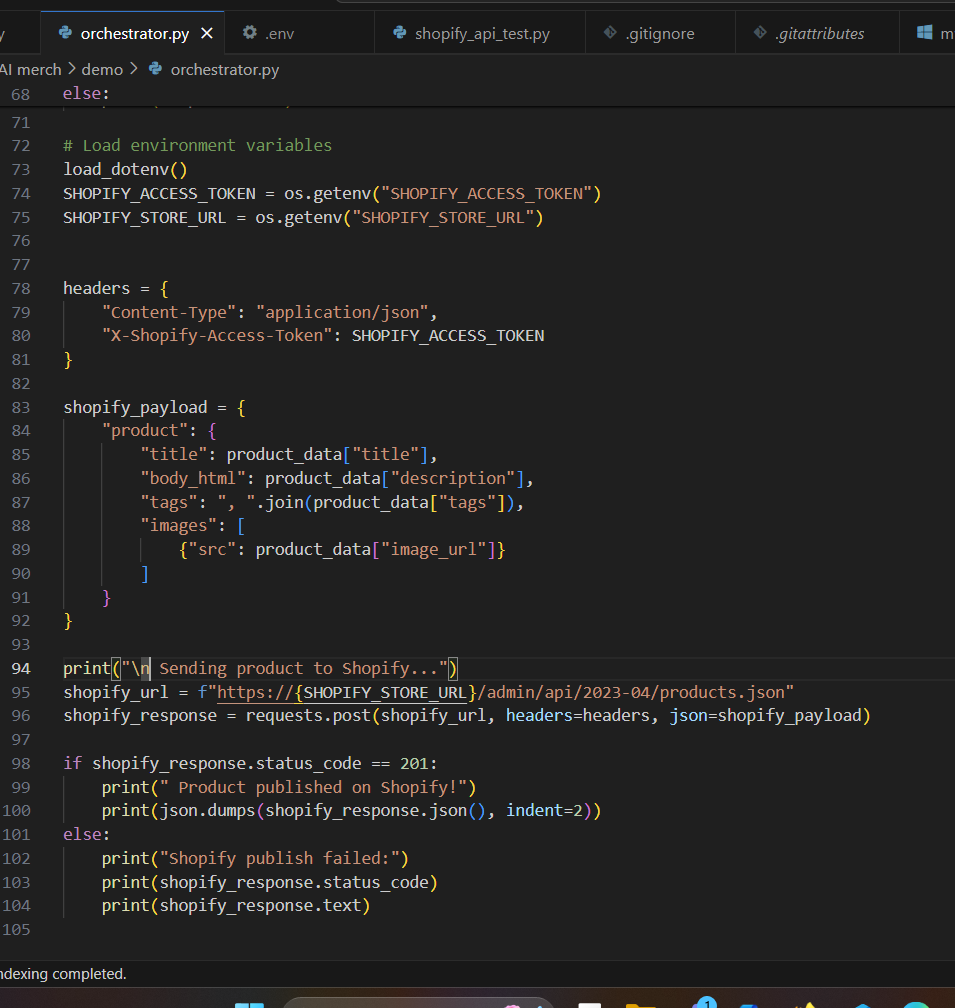 orchestrator.py
.env
shopify_api_test.py
.gitignore
.gitattributes
AI merch > demo > orchestrator.py
68 else:
71
72 # Load environment variables
73 load_dotenv()
74 SHOPIFY_ACCESS_TOKEN = os.getenv("SHOPIFY_ACCESS_TOKEN")
75 SHOPIFY_STORE_URL = os.getenv("SHOPIFY_STORE_URL")
76
77
78 headers = {
79     "Content-Type": "application/json",
80     "X-Shopify-Access-Token": SHOPIFY_ACCESS_TOKEN
81 }
82
83 shopify_payload = {
84     "product": {
85         "title": product_data["title"],
86         "body_html": product_data["description"],
87         "tags": ", ".join(product_data["tags"]),
88         "images": [
89             {"src": product_data["image_url"]}
90         ]
91     }
92 }
93
94 print("\n Sending product to Shopify...")
95 shopify_url = f"https://{SHOPIFY_STORE_URL}/admin/api/2023-04/products.json"
96 shopify_response = requests.post(shopify_url, headers=headers, json=shopify_payload)
97
98 if shopify_response.status_code == 201:
99     print(" Product published on Shopify!")
100     print(json.dumps(shopify_response.json(), indent=2))
101 else:
102     print("Shopify publish failed:")
103     print(shopify_response.status_code)
104     print(shopify_response.text)
105
ndexing completed.
1